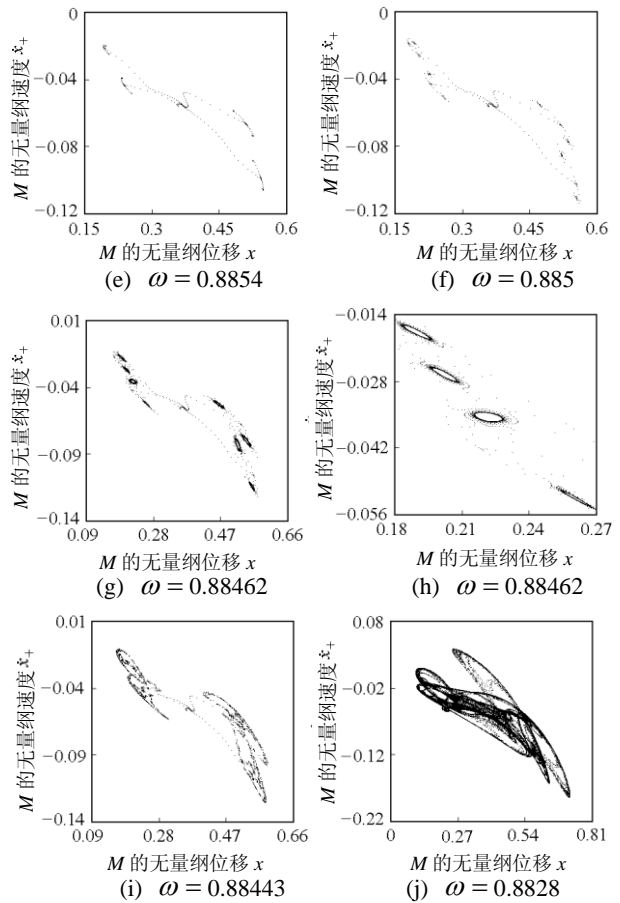 0
−0.04
−0.08
−0.12
0.15 0.3 0.45 0.6
M 的无量纲速度 ẋ₊
M 的无量纲位移 x
(e) ω = 0.8854
0
−0.04
−0.08
−0.12
0.15 0.3 0.45 0.6
M 的无量纲速度 ẋ₊
M 的无量纲位移 x
(f) ω = 0.885
0.01
−0.04
−0.09
−0.14
0.09 0.28 0.47 0.66
M 的无量纲速度 ẋ₊
M 的无量纲位移 x
(g) ω = 0.88462
−0.014
−0.028
−0.042
−0.056
0.18 0.21 0.24 0.27
M 的无量纲速度 ẋ₊
M 的无量纲位移 x
(h) ω = 0.88462
0.01
−0.04
−0.09
−0.14
0.09 0.28 0.47 0.66
M 的无量纲速度 ẋ₊
M 的无量纲位移 x
(i) ω = 0.88443
0.08
−0.02
−0.12
−0.22
0 0.27 0.54 0.81
M 的无量纲速度 ẋ₊
M 的无量纲位移 x
(j) ω = 0.8828